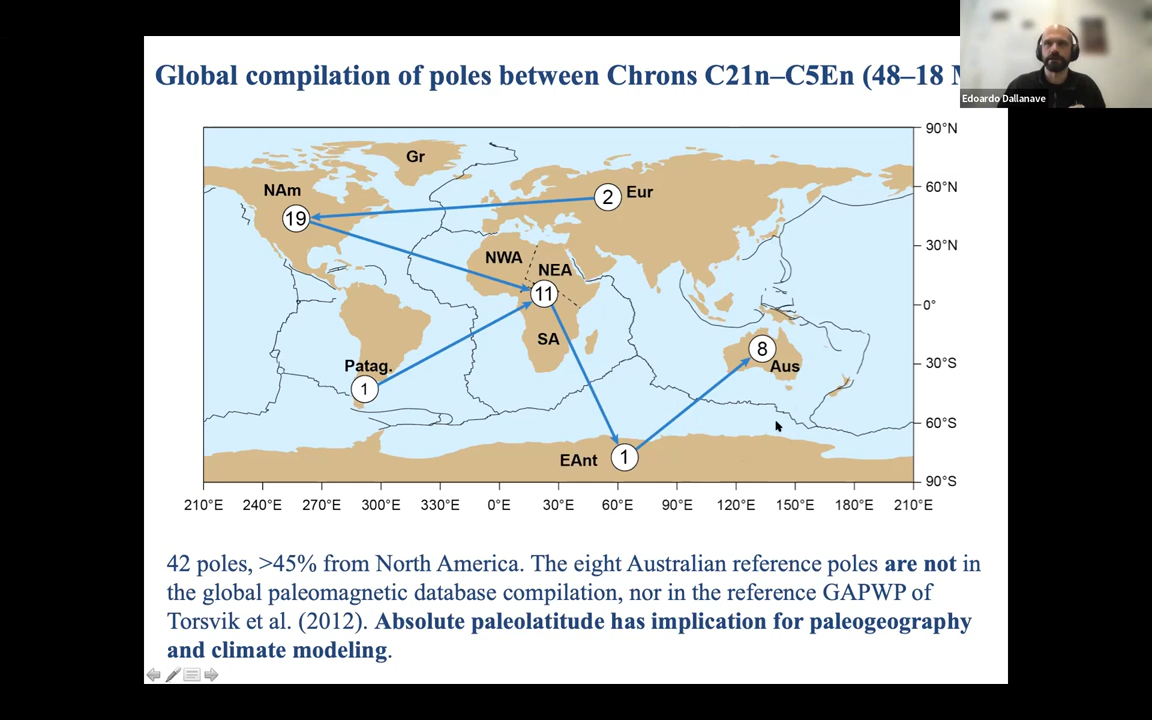 Global compilation of poles between Chrons C21n–C5En (48–18 M
Edoardo Dallanave
90°N
60°N
30°N
0°
30°S
60°S
90°S
Gr
NAm
19
2
Eur
NWA
NEA
11
SA
8
Aus
Patag.
1
EAnt
1
210°E 240°E 270°E 300°E 330°E 0°E 30°E 60°E 90°E 120°E 150°E 180°E 210°E
42 poles, >45% from North America. The eight Australian reference poles are not in
the global paleomagnetic database compilation, nor in the reference GAPWP of
Torsvik et al. (2012). Absolute paleolatitude has implication for paleogeography
and climate modeling.